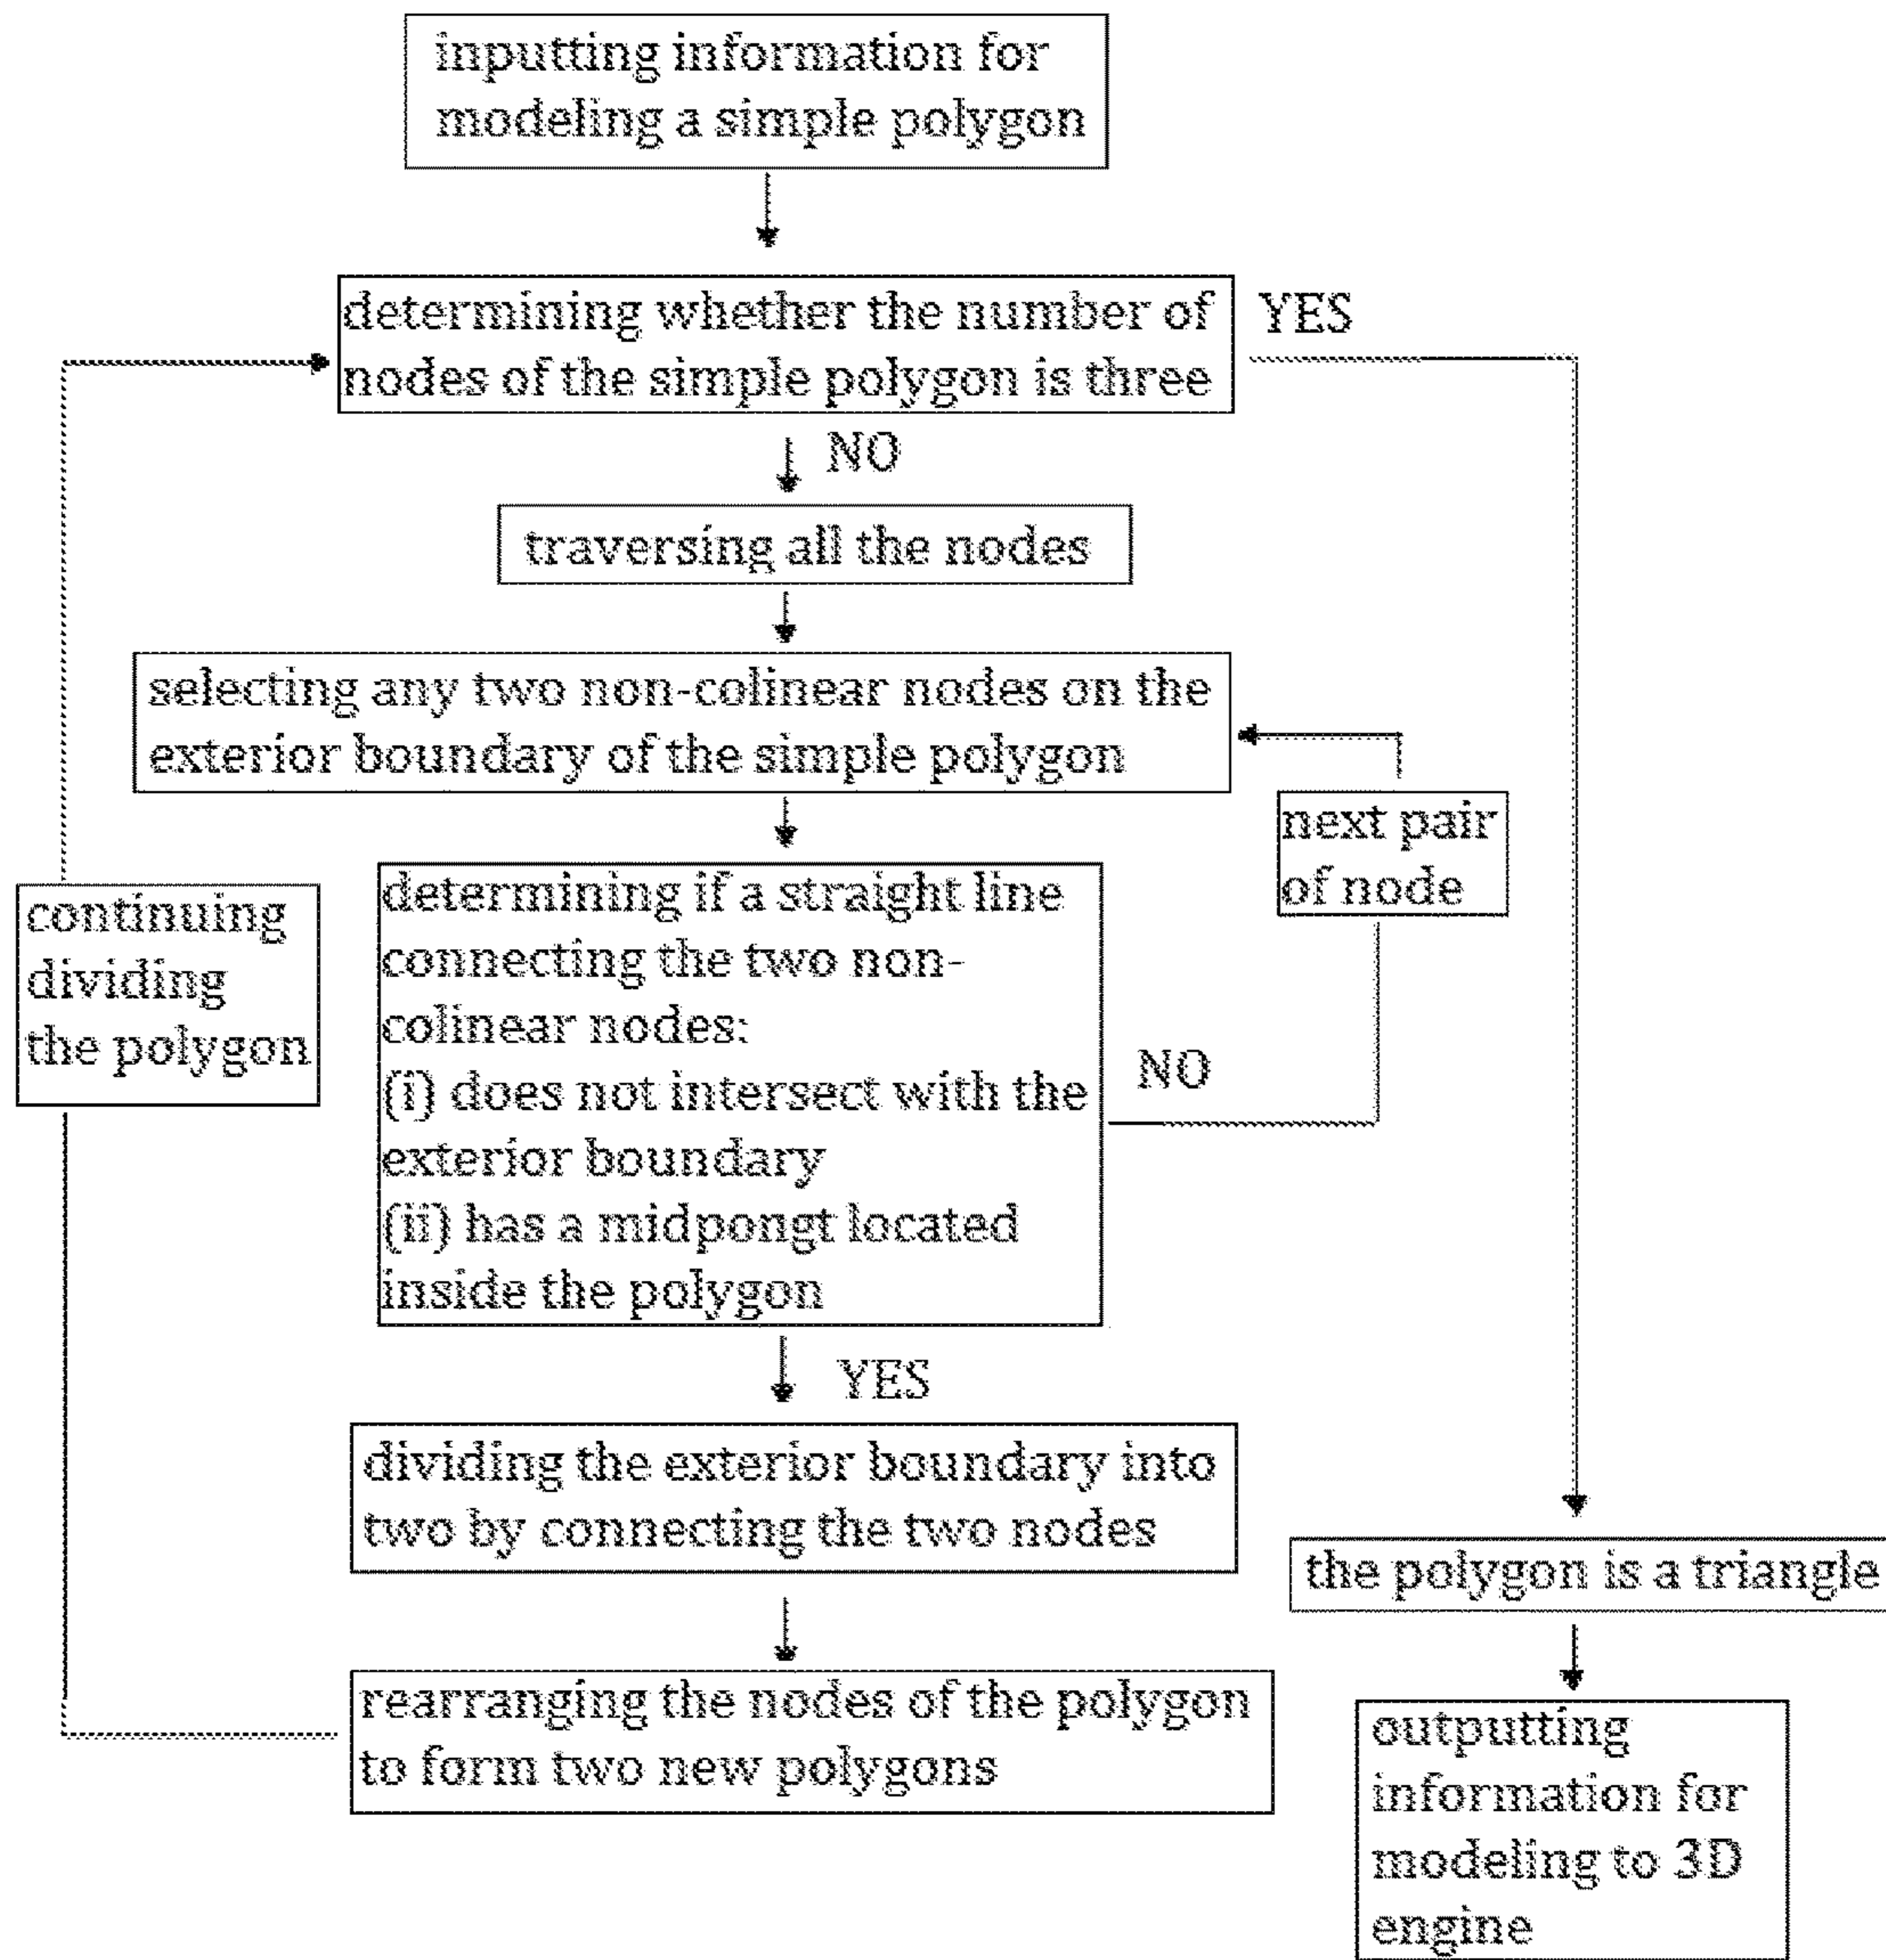 inputting information for
modeling a simple polygon
determining whether the number of
nodes of the simple polygon is three
YES
NO
traversing all the nodes
selecting any two non-colinear nodes on the
exterior boundary of the simple polygon
next pair
of node
continuing
dividing
the polygon
determining if a straight line
connecting the two non-
colinear nodes:
(i) does not intersect with the
exterior boundary
(ii) has a midpongt located
inside the polygon
NO
YES
dividing the exterior boundary into
two by connecting the two nodes
the polygon is a triangle
rearranging the nodes of the polygon
to form two new polygons
outputting
information for
modeling to 3D
engine